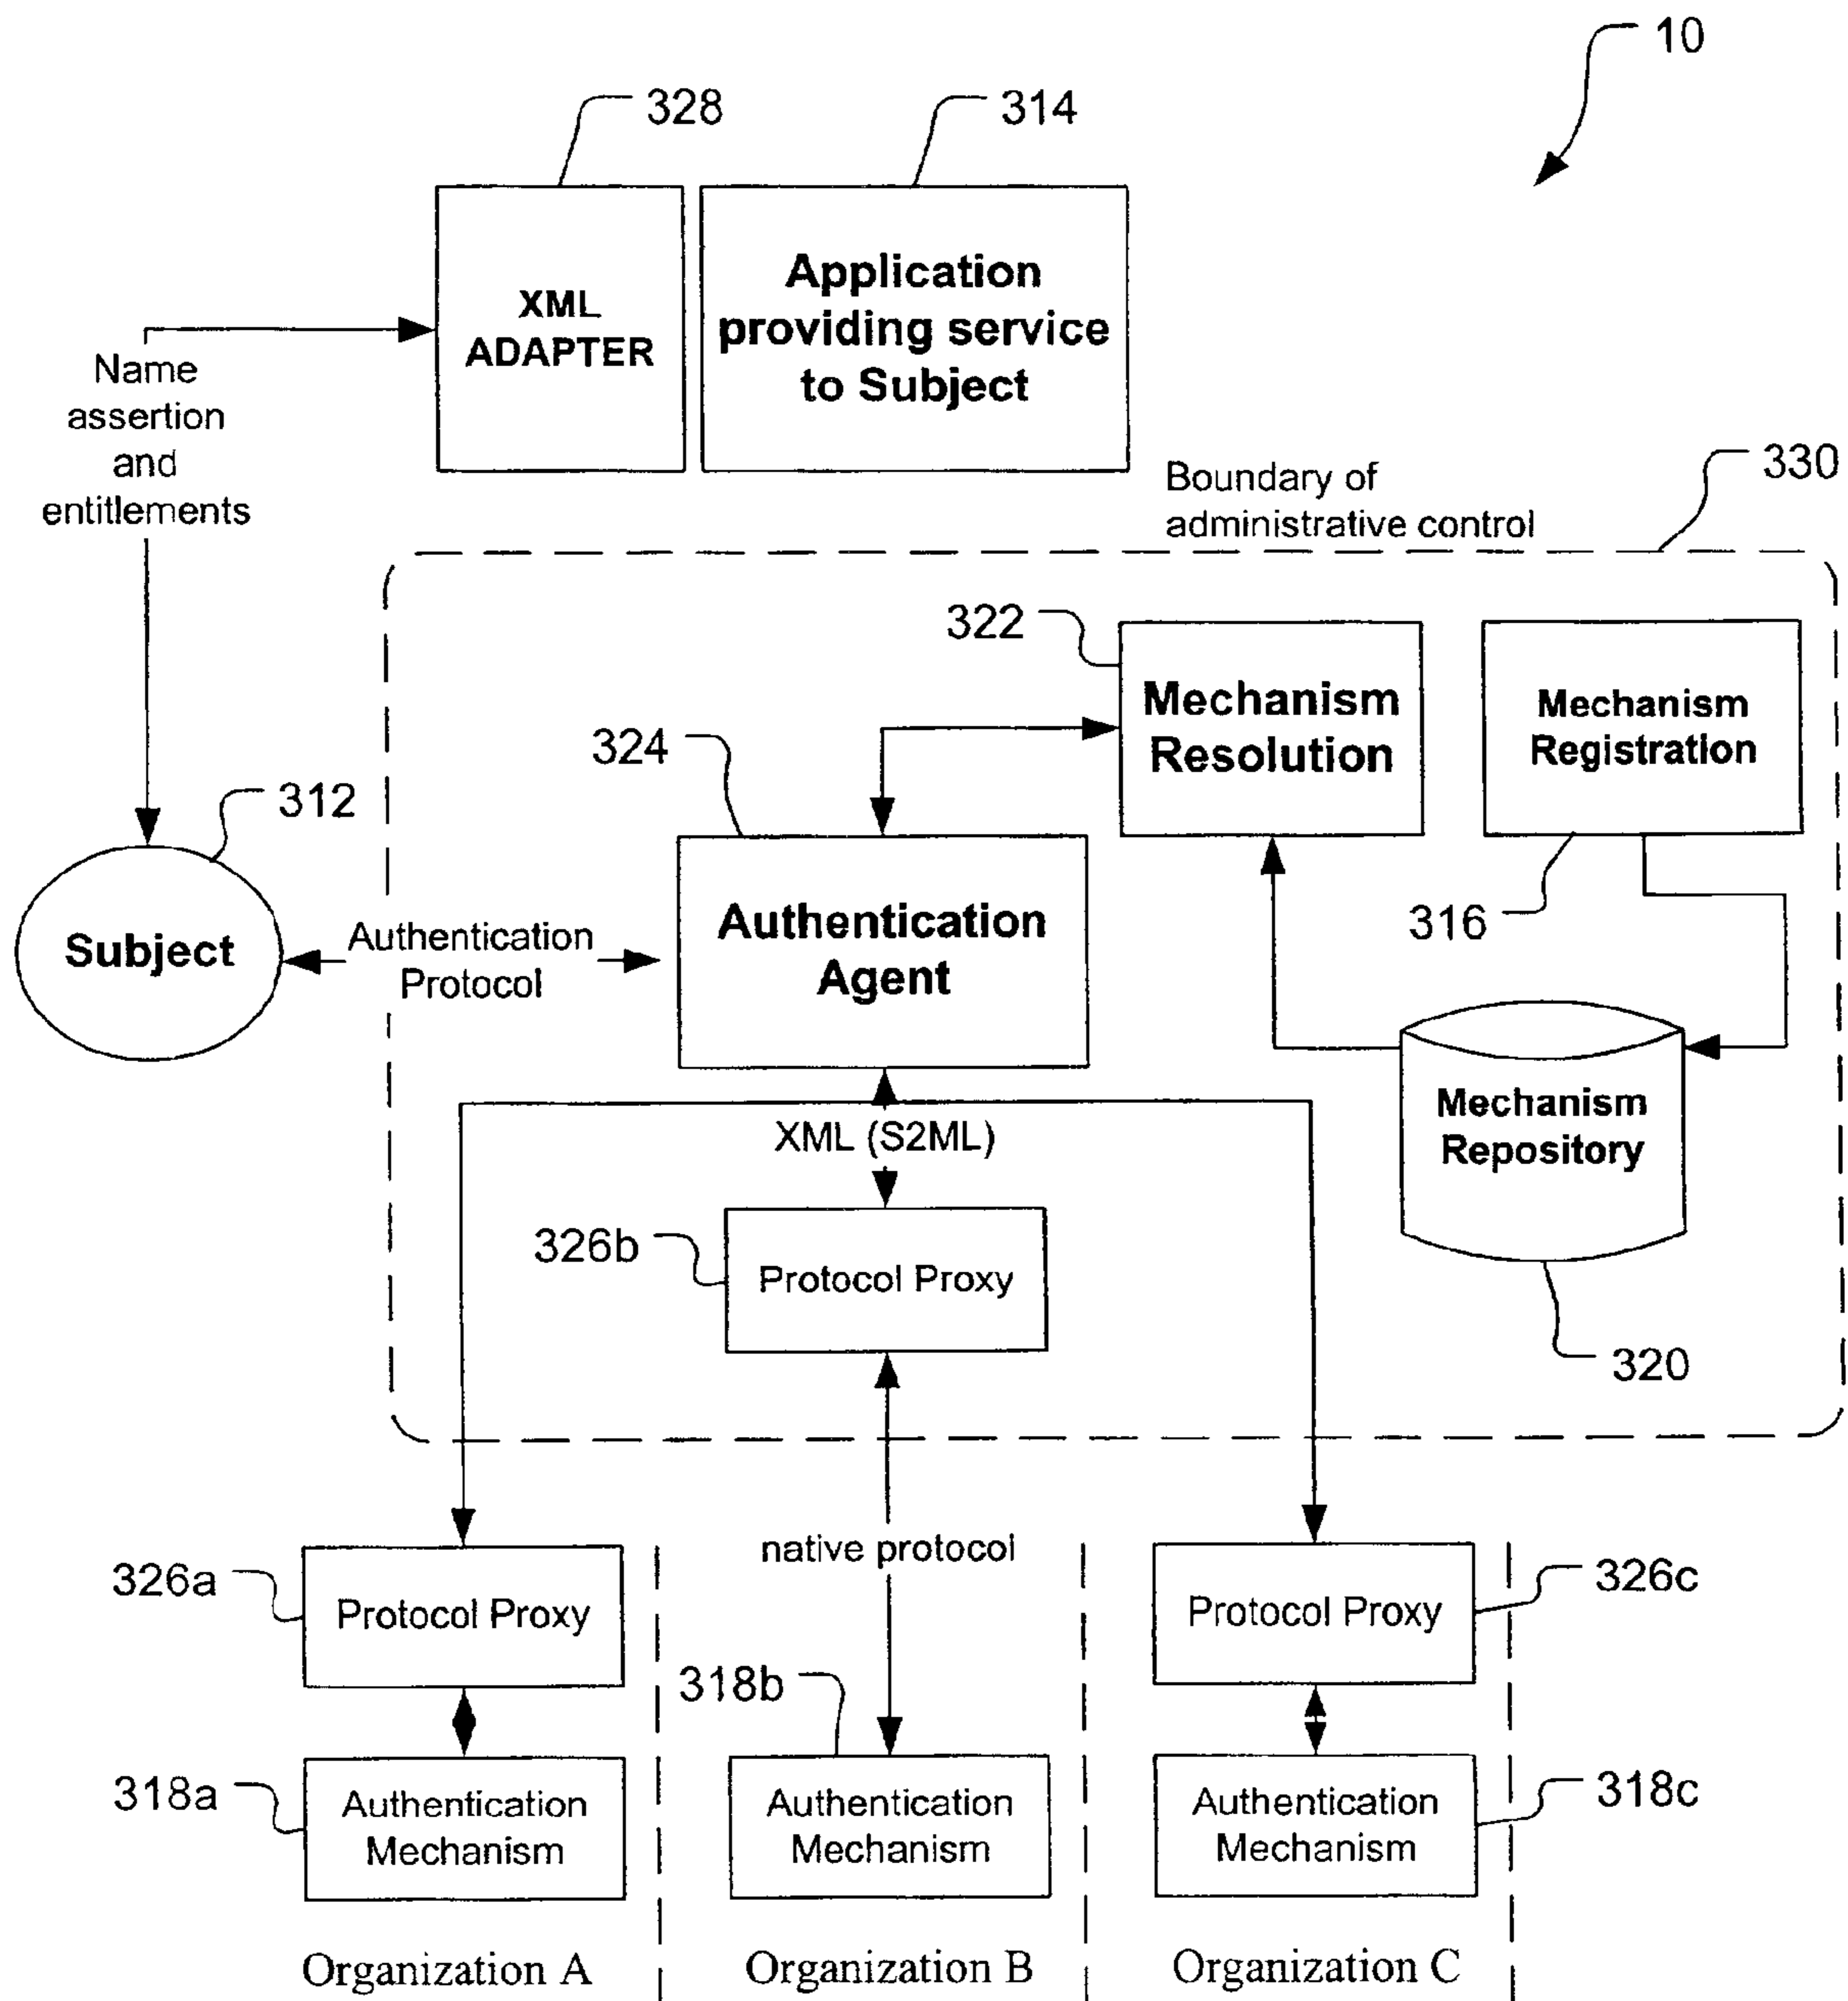 10
328
314
XML
ADAPTER
Application
providing service
to Subject
Name
assertion
and
entitlements
Boundary of
administrative control
330
322
Mechanism
Resolution
Mechanism
Registration
324
312
316
Subject
Authentication
Protocol
Authentication
Agent
XML (S2ML)
Mechanism
Repository
326b
Protocol Proxy
320
native protocol
326a
Protocol Proxy
326c
Protocol Proxy
318b
318a
Authentication
Mechanism
Authentication
Mechanism
318c
Authentication
Mechanism
Organization A
Organization B
Organization C